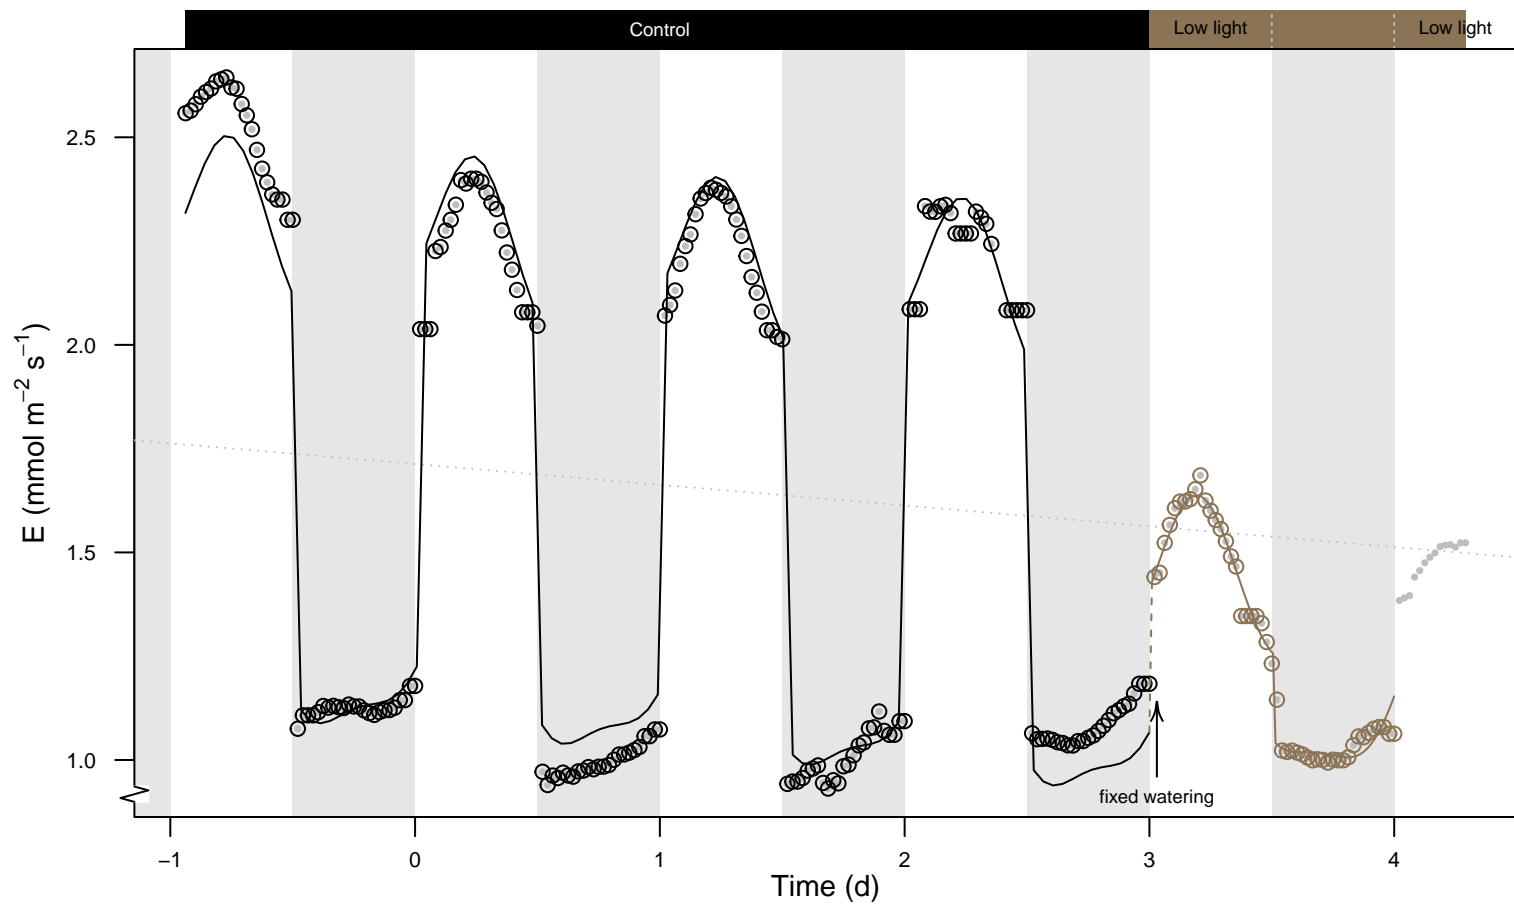 Control
Low light
Low light
E (mmol m−2 s−1)
2.5
2.0
1.5
1.0
fixed watering
−1
0
1
2
3
4
Time (d)